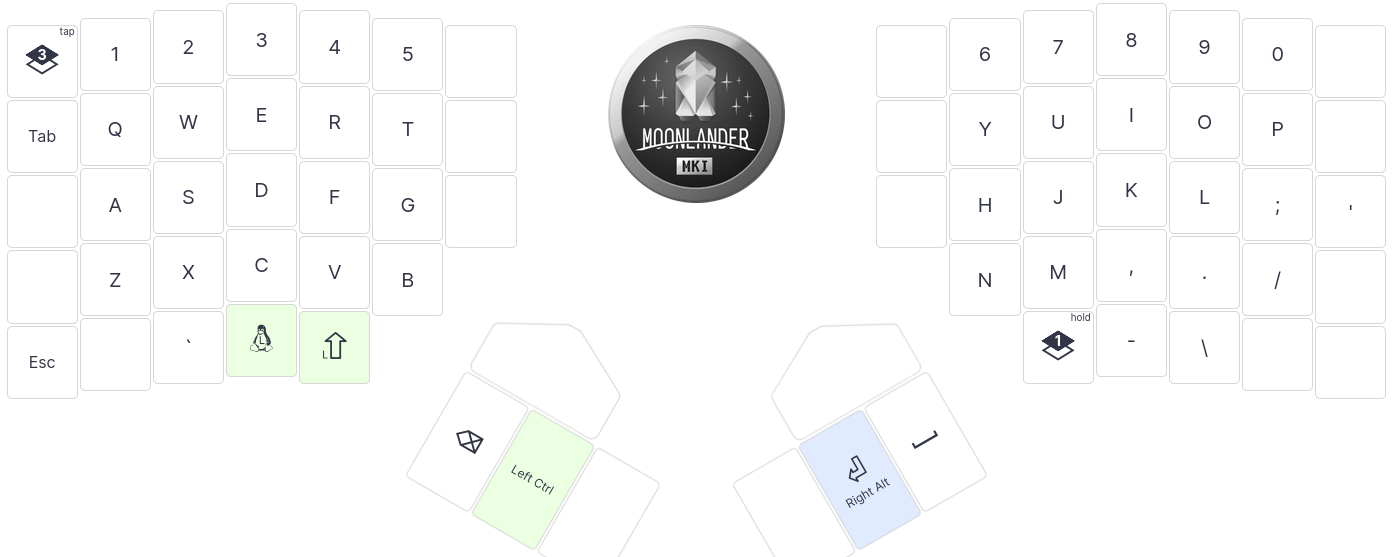 tap
3 1 2 3 4 5
Tab Q W E R T
A S D F G
Z X C V B
Esc ` L L
Left Ctrl
MOONLANDER
MKI
6 7 8 9 0
Y U I O P
H J K L ; '
N M , . /
hold
1 - \
Right Alt